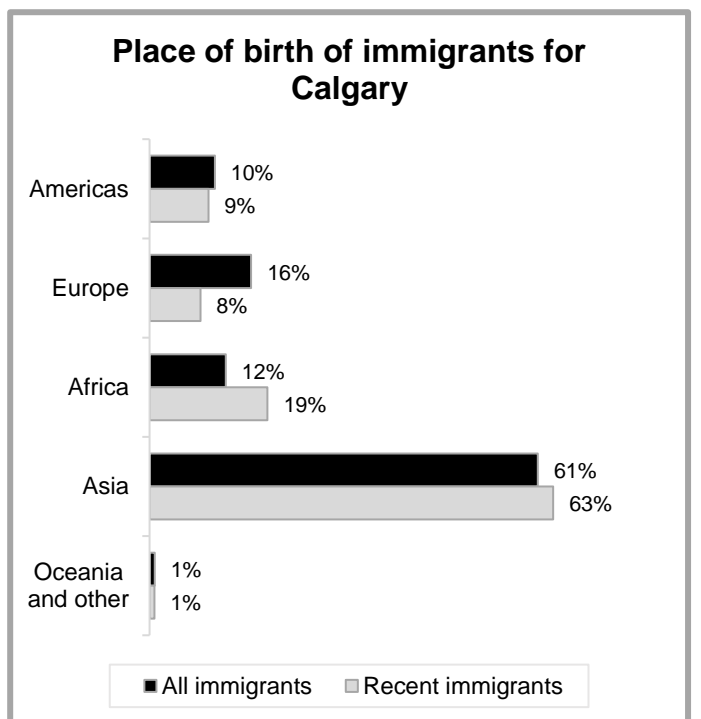 Place of birth of immigrants for
Calgary
Americas
10%
9%
Europe
16%
8%
Africa
12%
19%
Asia
61%
63%
Oceania
and other
1%
1%
All immigrants
Recent immigrants